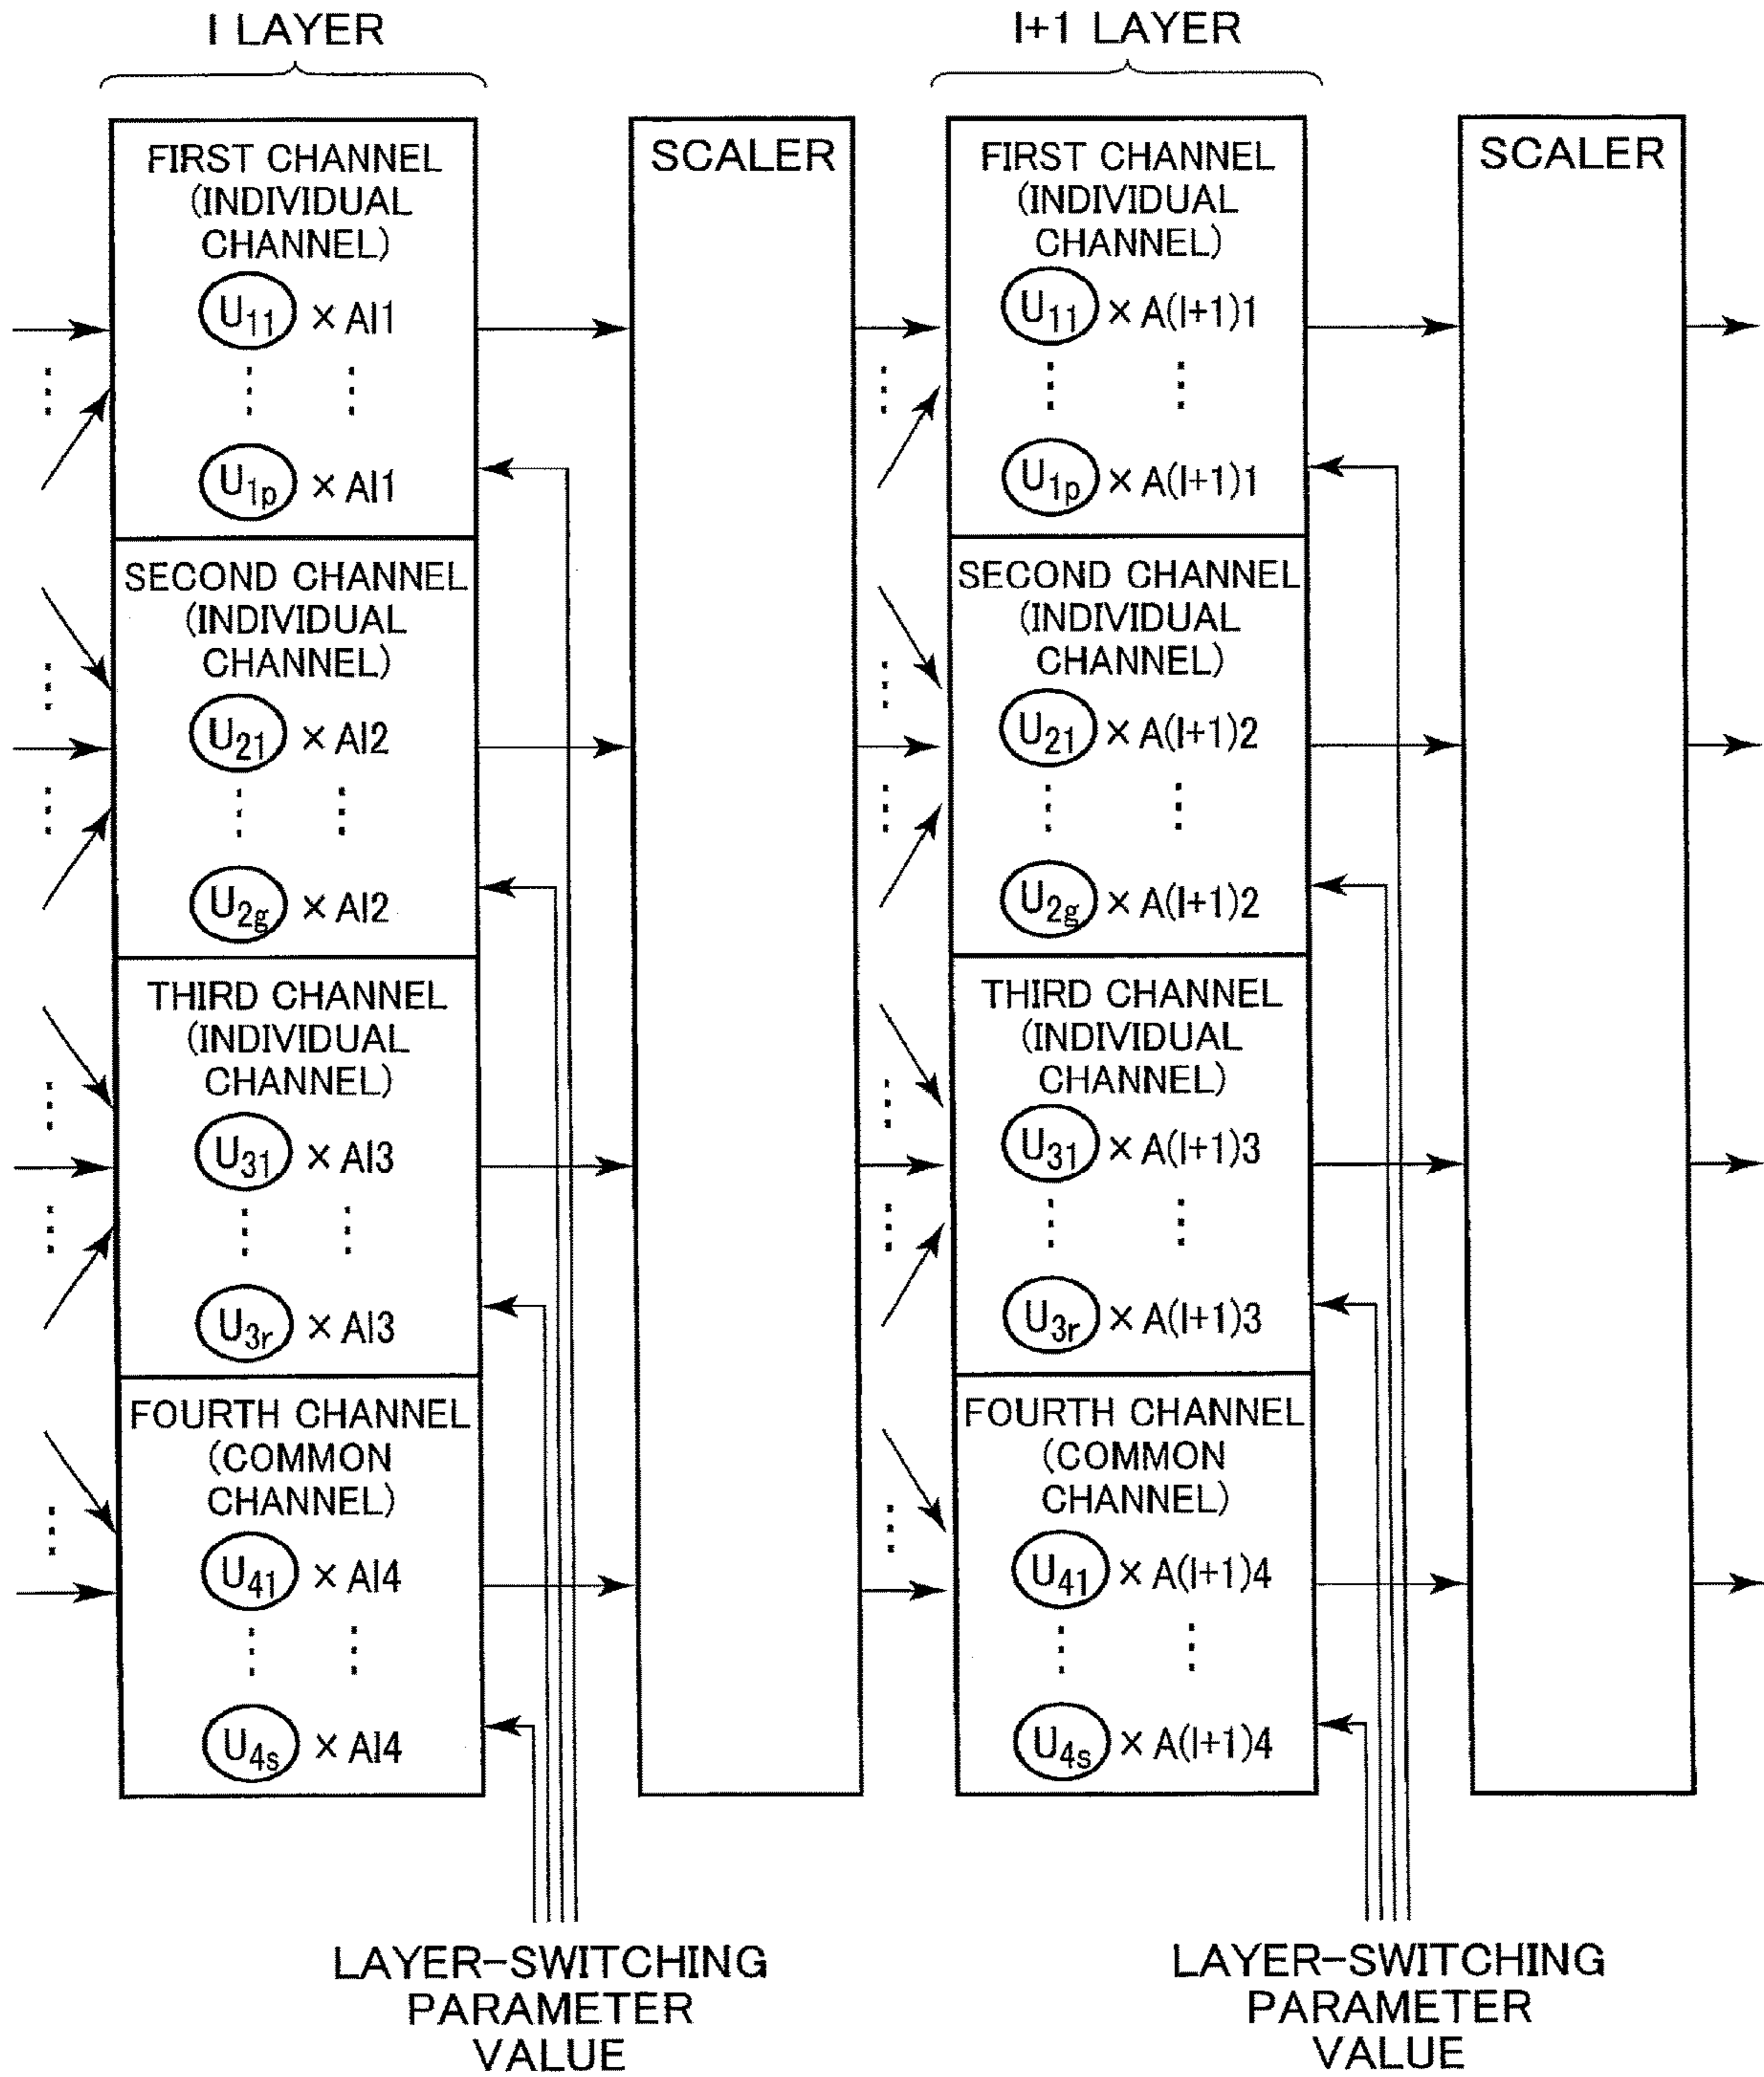 I LAYER
I+1 LAYER
FIRST CHANNEL
(INDIVIDUAL
CHANNEL)
U11 × AI1
U1p × AI1
SECOND CHANNEL
(INDIVIDUAL
CHANNEL)
U21 × AI2
U2g × AI2
THIRD CHANNEL
(INDIVIDUAL
CHANNEL)
U31 × AI3
U3r × AI3
FOURTH CHANNEL
(COMMON
CHANNEL)
U41 × AI4
U4s × AI4
SCALER
FIRST CHANNEL
(INDIVIDUAL
CHANNEL)
U11 × A(I+1)1
U1p × A(I+1)1
SECOND CHANNEL
(INDIVIDUAL
CHANNEL)
U21 × A(I+1)2
U2g × A(I+1)2
THIRD CHANNEL
(INDIVIDUAL
CHANNEL)
U31 × A(I+1)3
U3r × A(I+1)3
FOURTH CHANNEL
(COMMON
CHANNEL)
U41 × A(I+1)4
U4s × A(I+1)4
SCALER
LAYER-SWITCHING
PARAMETER
VALUE
LAYER-SWITCHING
PARAMETER
VALUE